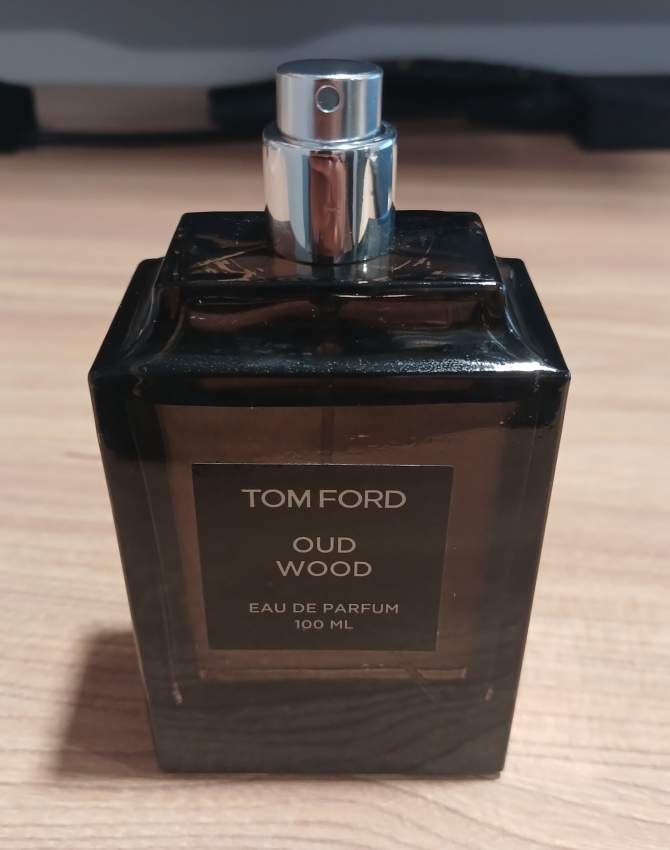 TOM FORD
OUD
WOOD
EAU DE PARFUM
100 ML